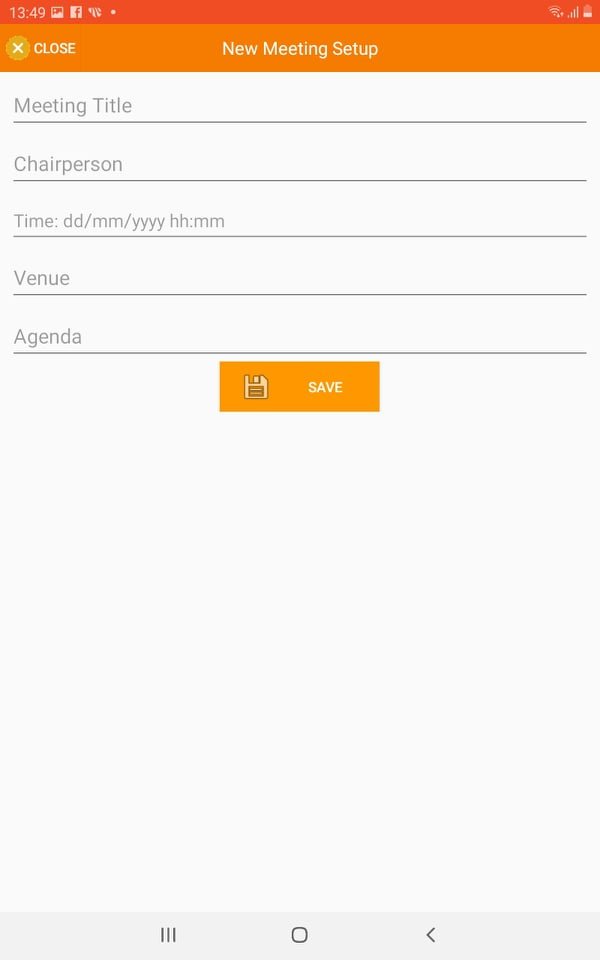 13:49
CLOSE
New Meeting Setup
Meeting Title
Chairperson
Time: dd/mm/yyyy hh:mm
Venue
Agenda
SAVE